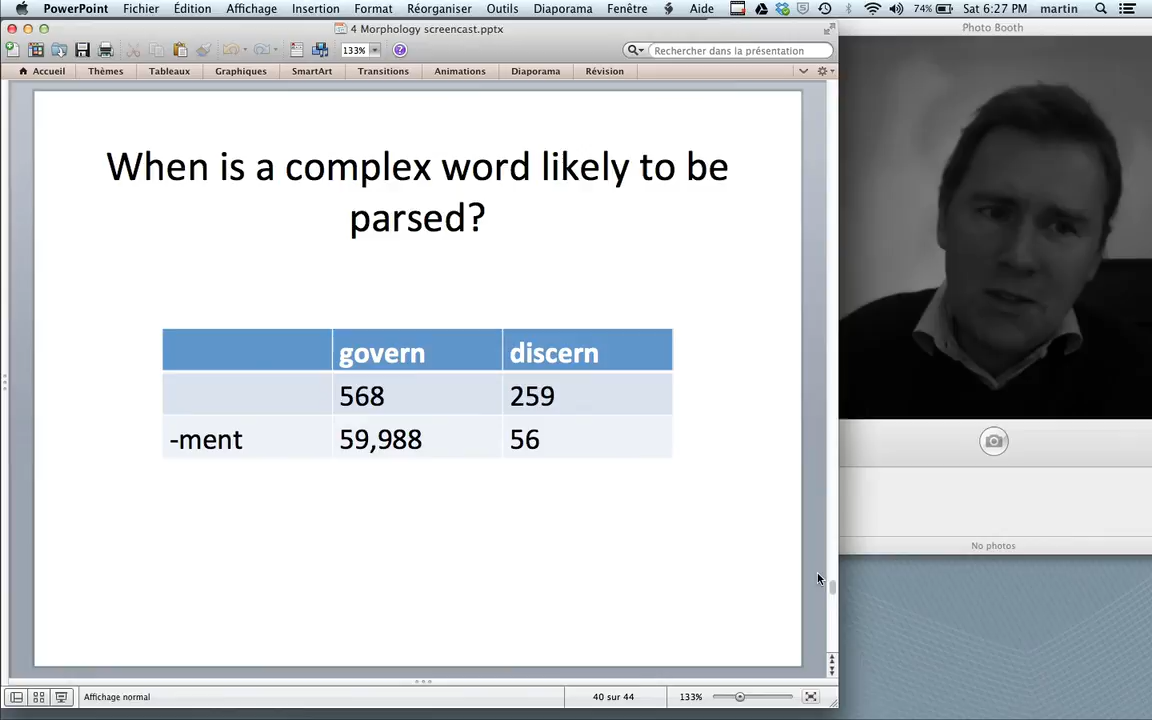 PowerPoint Fichier Édition Affichage Insertion Format Outils Diaporama Fenêtre Aide 74% Sat 6:27 PM martin
4 Morphology screencast.pptx
Photo Booth
133% Rechercher dans la présentation
Accueil Thèmes Tableaux Graphiques SmartArt Transitions Animations Diaporama Révision
When is a complex word likely to be
parsed?
govern discern
568 259
-ment 59,988 56
No photos
Affichage normal 40 sur 44 133%